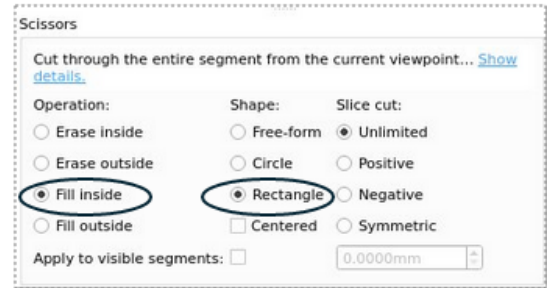 Scissors
Cut through the entire segment from the current viewpoint... Show
details.
Operation: Shape: Slice cut:
Erase inside Free-form Unlimited
Erase outside Circle Positive
Fill inside Rectangle Negative
Fill outside Centered Symmetric
Apply to visible segments: 0.0000mm